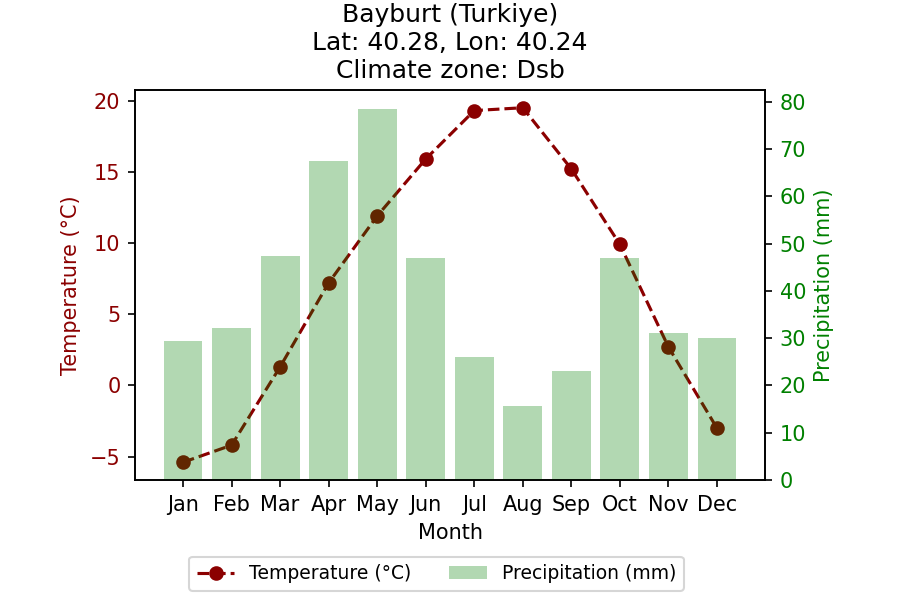 Bayburt (Turkiye)
Lat: 40.28, Lon: 40.24
Climate zone: Dsb
20
15
10
5
0
−5
Temperature (°C)
80
70
60
50
40
30
20
10
0
Precipitation (mm)
Jan Feb Mar Apr May Jun Jul Aug Sep Oct Nov Dec
Month
Temperature (°C) Precipitation (mm)